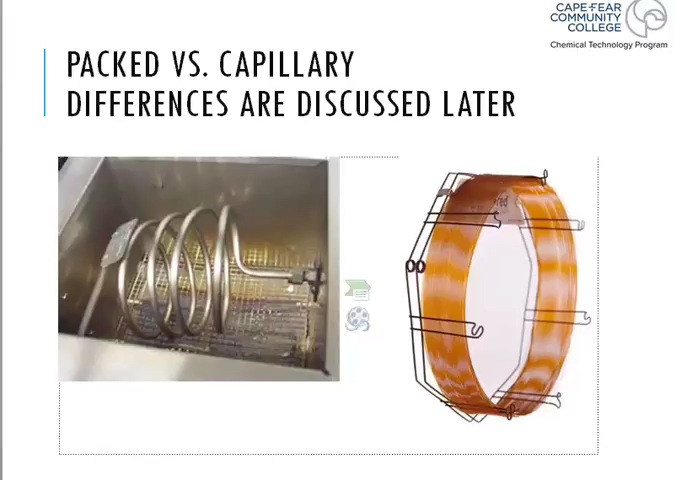 CAPE FEAR
COMMUNITY
COLLEGE
Chemical Technology Program
PACKED VS. CAPILLARY
DIFFERENCES ARE DISCUSSED LATER